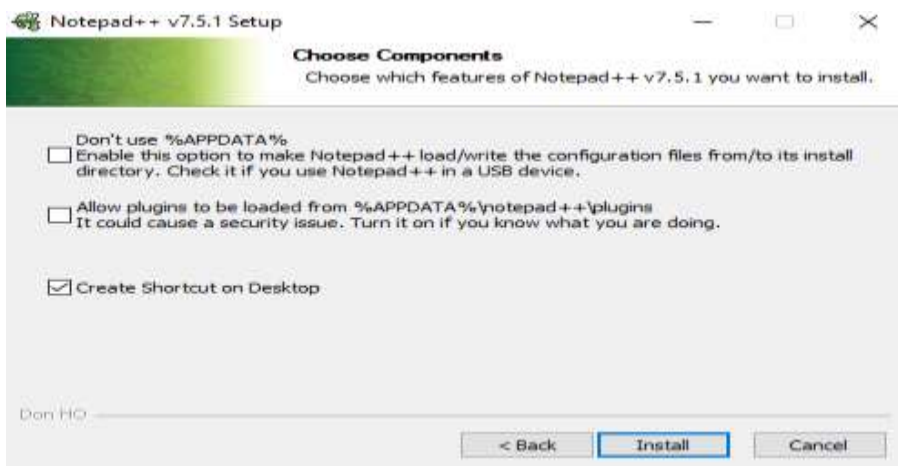 Notepad++ v7.5.1 Setup
Choose Components
Choose which features of Notepad++ v7.5.1 you want to install.
Don't use %APPDATA%
Enable this option to make Notepad++ load/write the configuration files from/to its install
directory. Check it if you use Notepad++ in a USB device.
Allow plugins to be loaded from %APPDATA%\notepad++\plugins
It could cause a security issue. Turn it on if you know what you are doing.
Create Shortcut on Desktop
Don HO
< Back Install Cancel